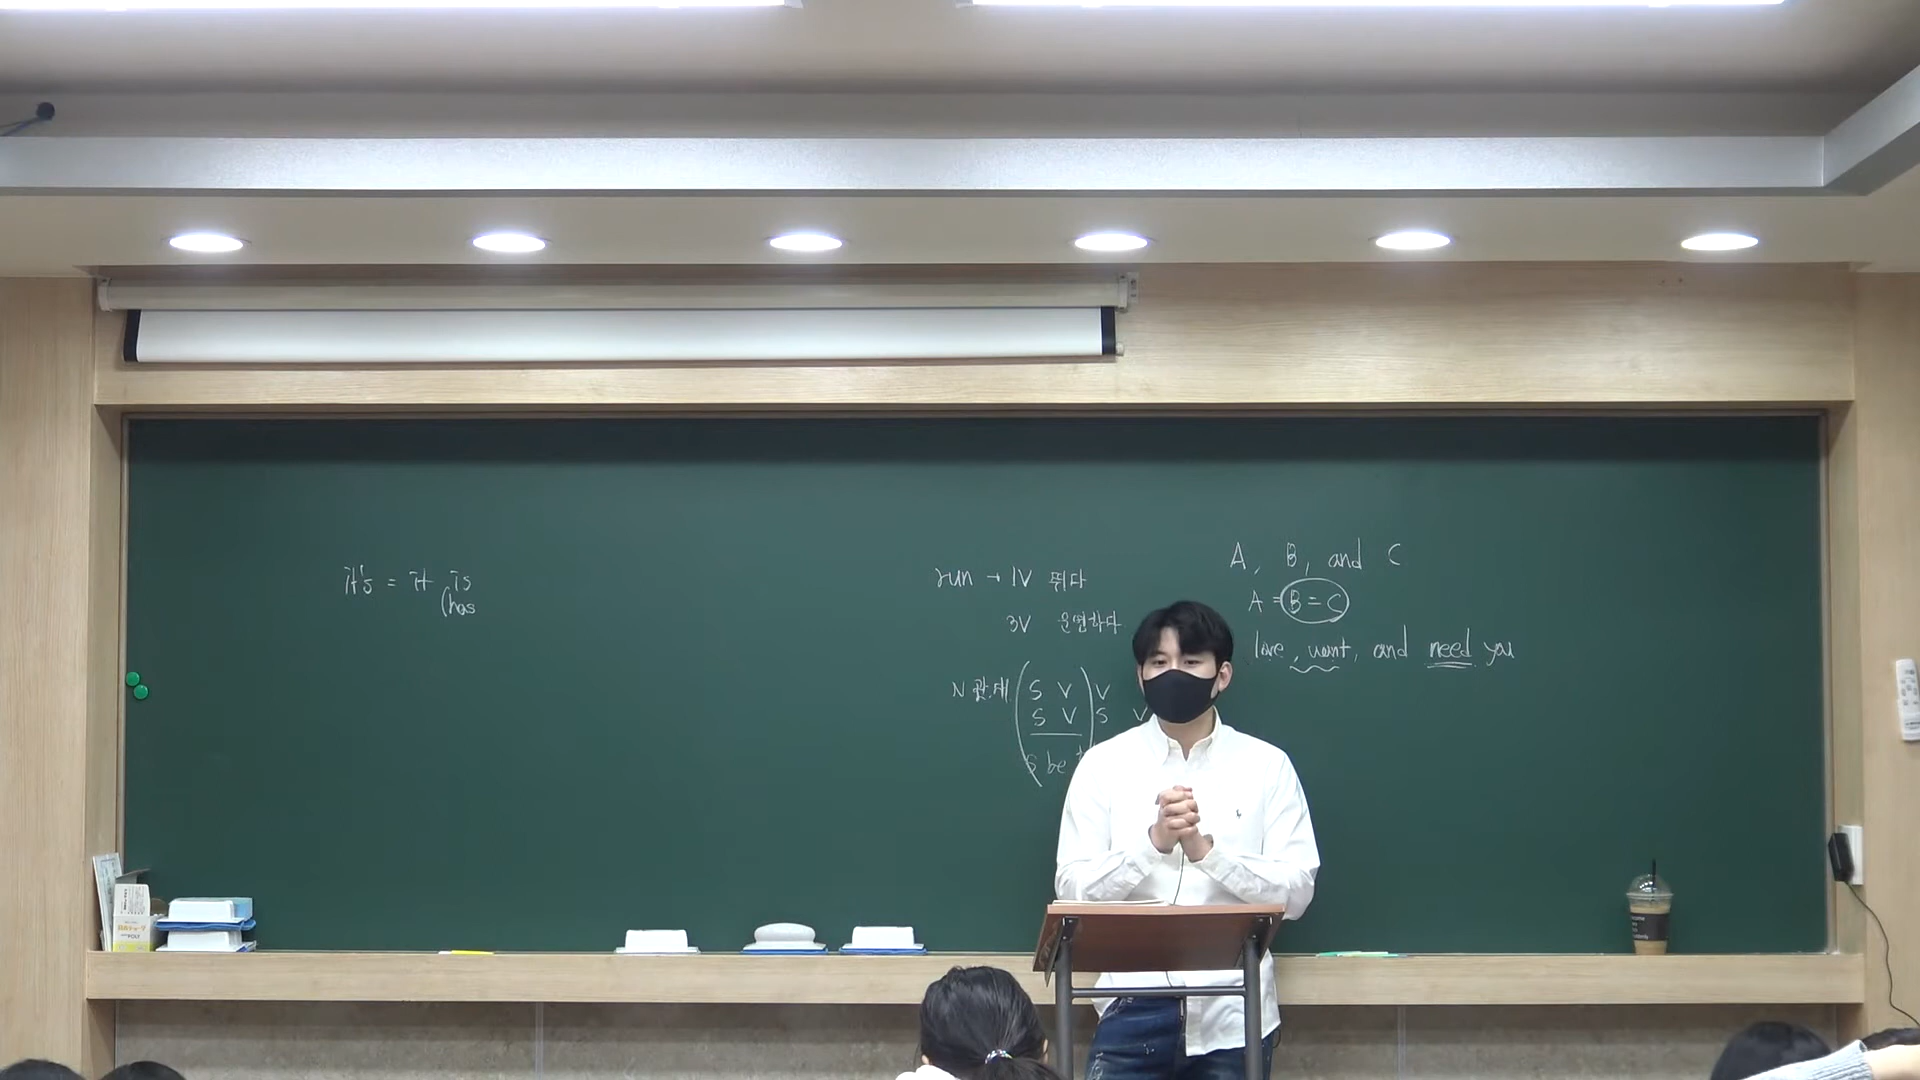 it's = it is
(has
run → 1V 뛰다
3V 운영하다
N 관.대 ( S V ) V
S V S V
S be
A, B, and C
A = B = C
love, want, and need you